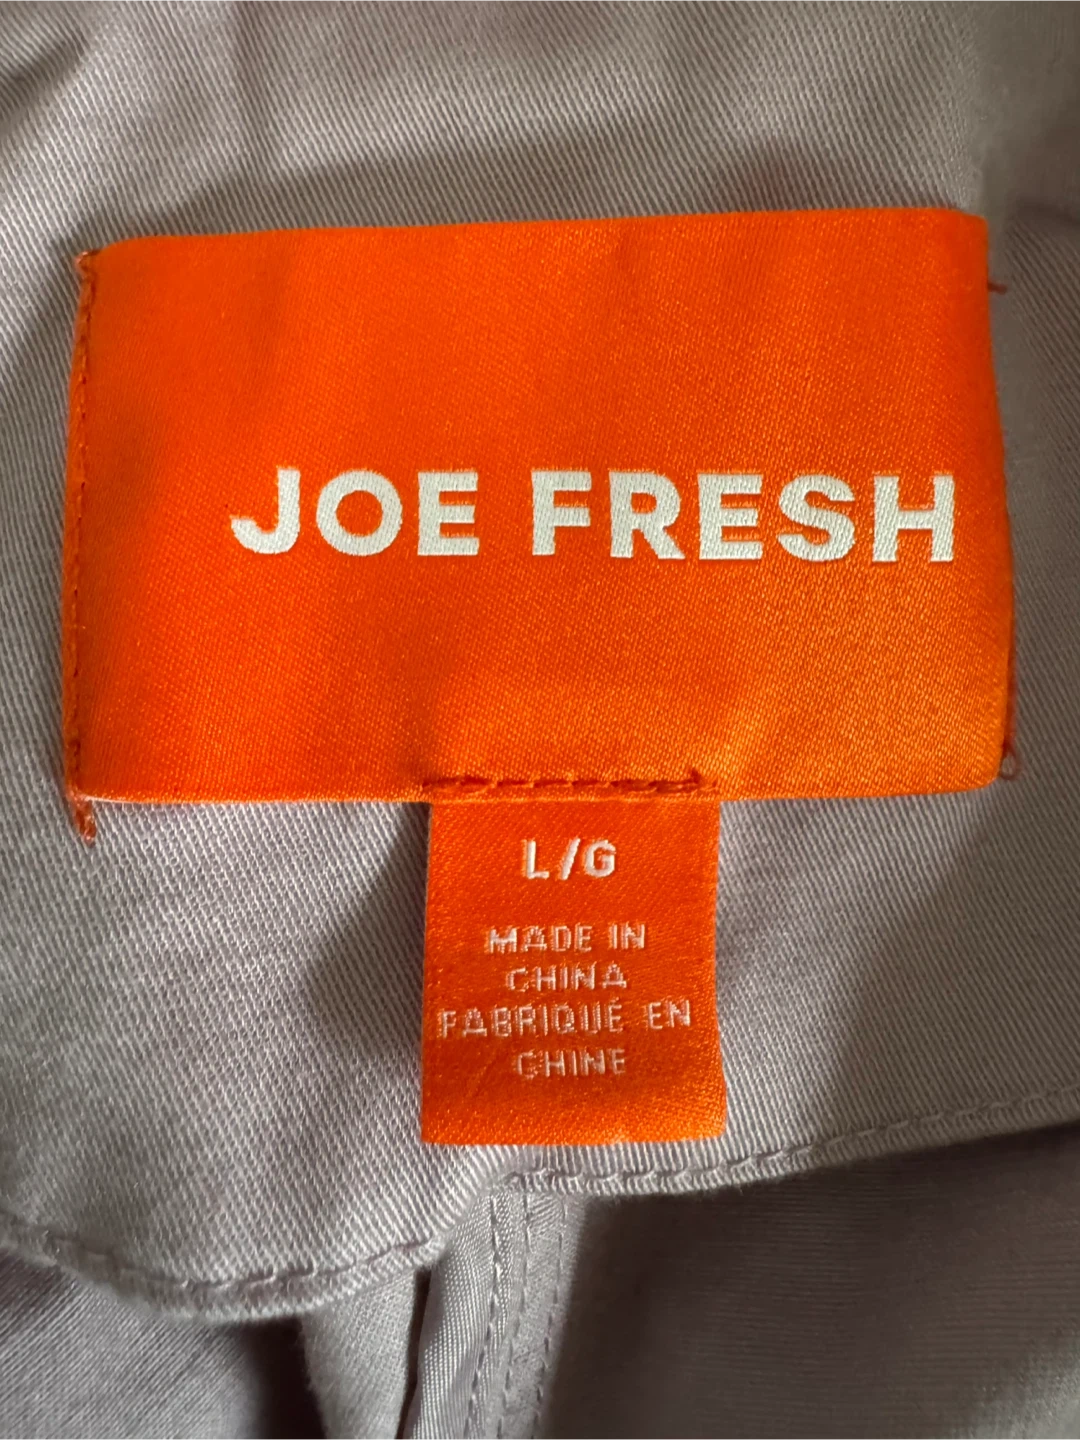 JOE FRESH
L/G
MADE IN
CHINA
FABRIQUÉ EN
CHINE